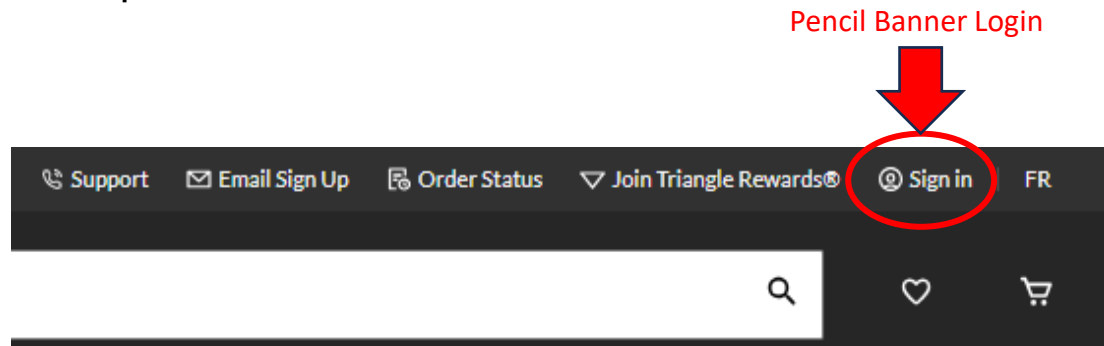 Pencil Banner Login
Support Email Sign Up Order Status Join Triangle Rewards® Sign in | FR